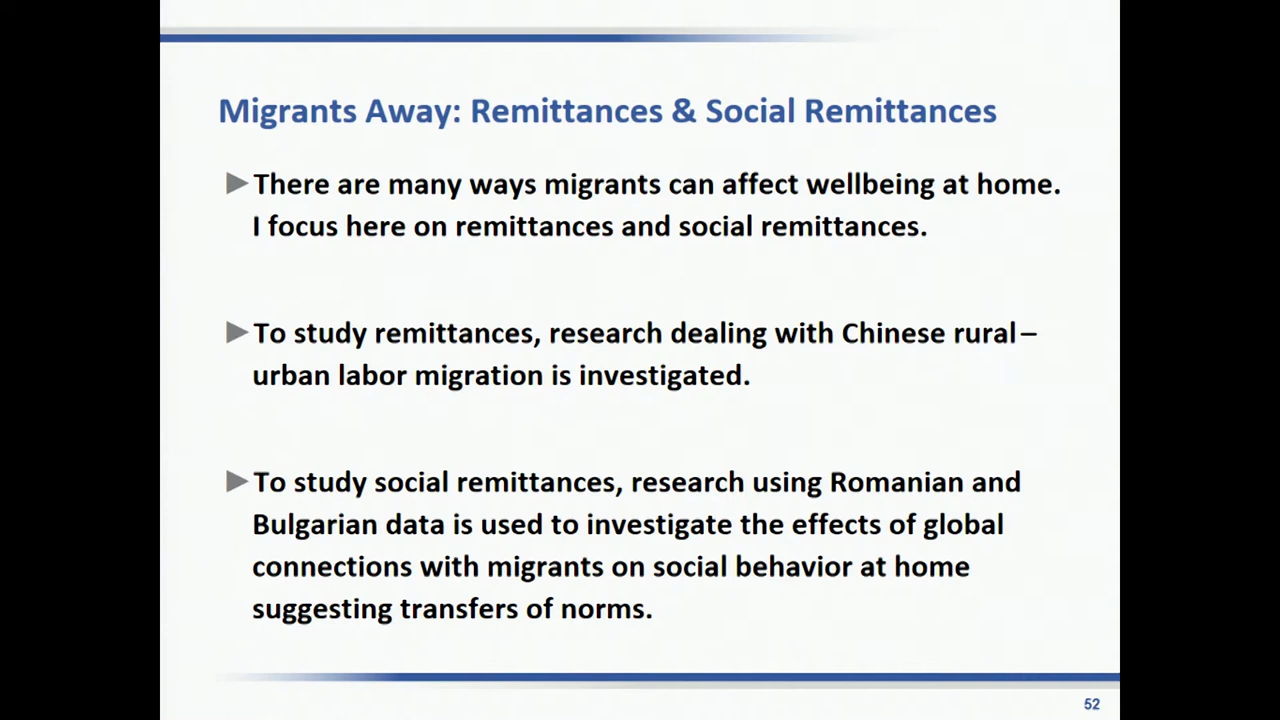 Migrants Away: Remittances & Social Remittances
▶There are many ways migrants can affect wellbeing at home.
I focus here on remittances and social remittances.
▶To study remittances, research dealing with Chinese rural–
urban labor migration is investigated.
▶To study social remittances, research using Romanian and
Bulgarian data is used to investigate the effects of global
connections with migrants on social behavior at home
suggesting transfers of norms.
52